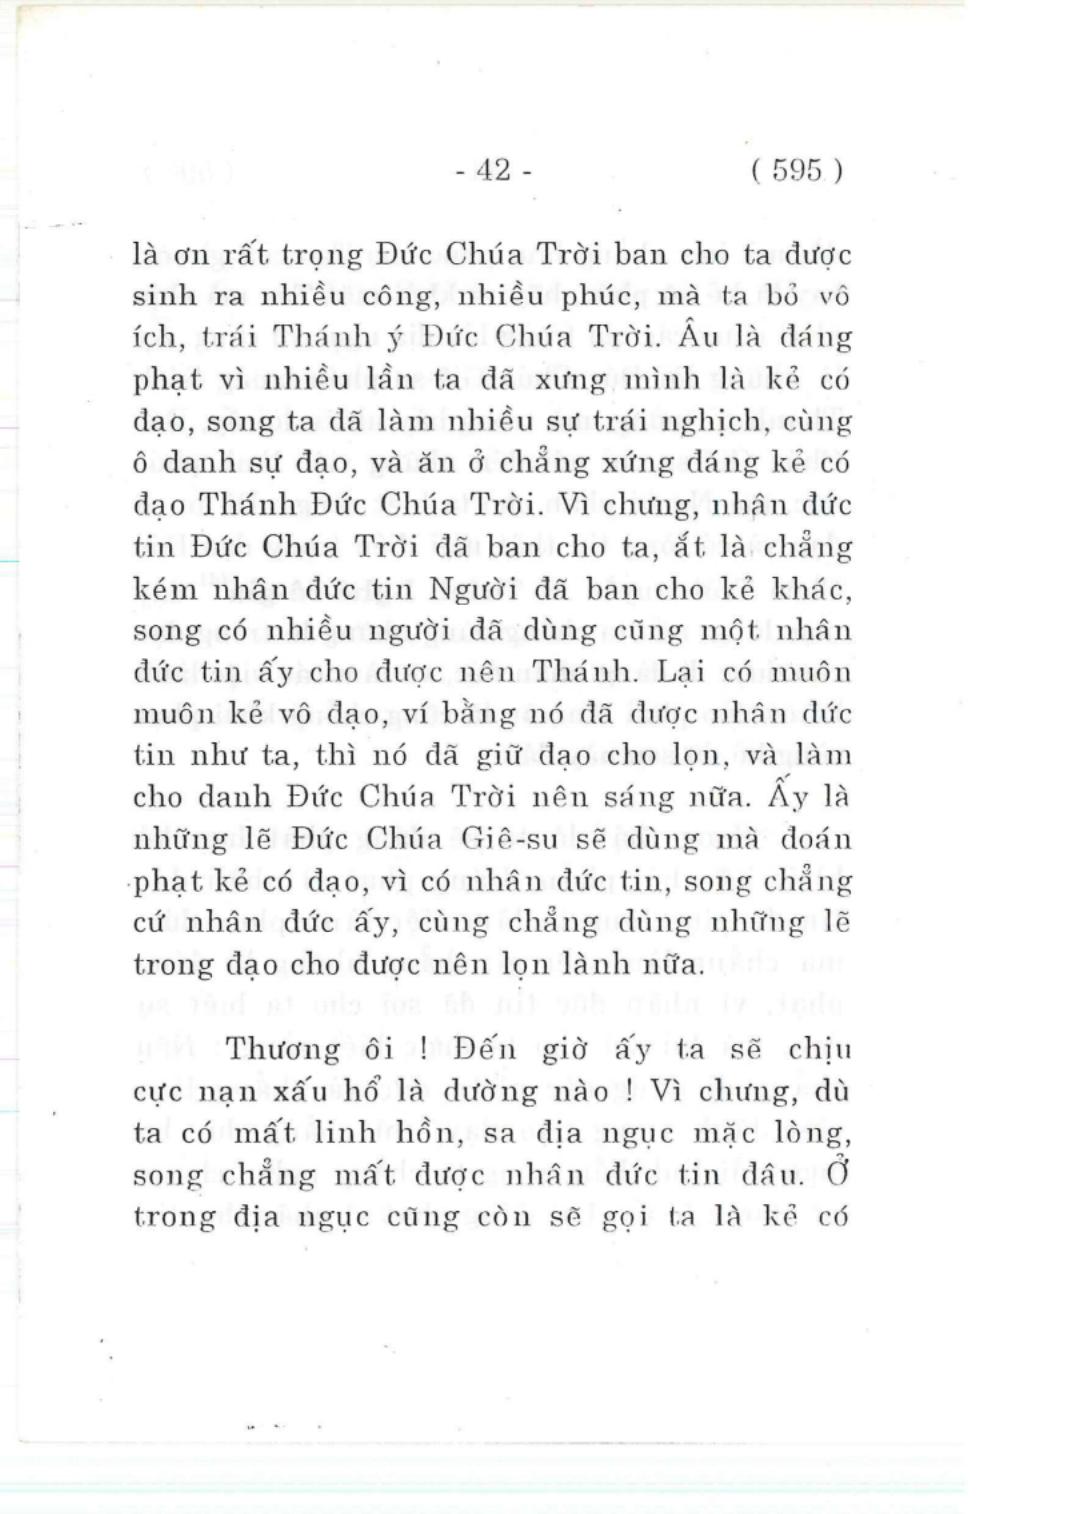 - 42 - ( 595 )
là ơn rất trọng Đức Chúa Trời ban cho ta được
sinh ra nhiều công, nhiều phúc, mà ta bỏ vô
ích, trái Thánh ý Đức Chúa Trời. Âu là đáng
phạt vì nhiều lần ta đã xưng mình là kẻ có
đạo, song ta đã làm nhiều sự trái nghịch, cùng
ô danh sự đạo, và ăn ở chẳng xứng đáng kẻ có
đạo Thánh Đức Chúa Trời. Vì chưng, nhận đức
tin Đức Chúa Trời đã ban cho ta, ắt là chẳng
kém nhân đức tin Người đã ban cho kẻ khác,
song có nhiều người đã dùng cũng một nhân
đức tin ấy cho được nên Thánh. Lại có muôn
muôn kẻ vô đạo, ví bằng nó đã được nhân đức
tin như ta, thì nó đã giữ đạo cho lọn, và làm
cho danh Đức Chúa Trời nên sáng nữa. Ấy là
những lẽ Đức Chúa Giê-su sẽ dùng mà đoán
phạt kẻ có đạo, vì có nhân đức tin, song chẳng
cứ nhân đức ấy, cùng chẳng dùng những lẽ
trong đạo cho được nên lọn lành nữa.
Thương ôi ! Đến giờ ấy ta sẽ chịu
cực nạn xấu hổ là dường nào ! Vì chưng, dù
ta có mất linh hồn, sa địa ngục mặc lòng,
song chẳng mất được nhân đức tin đâu. Ở
trong địa ngục cũng còn sẽ gọi ta là kẻ có